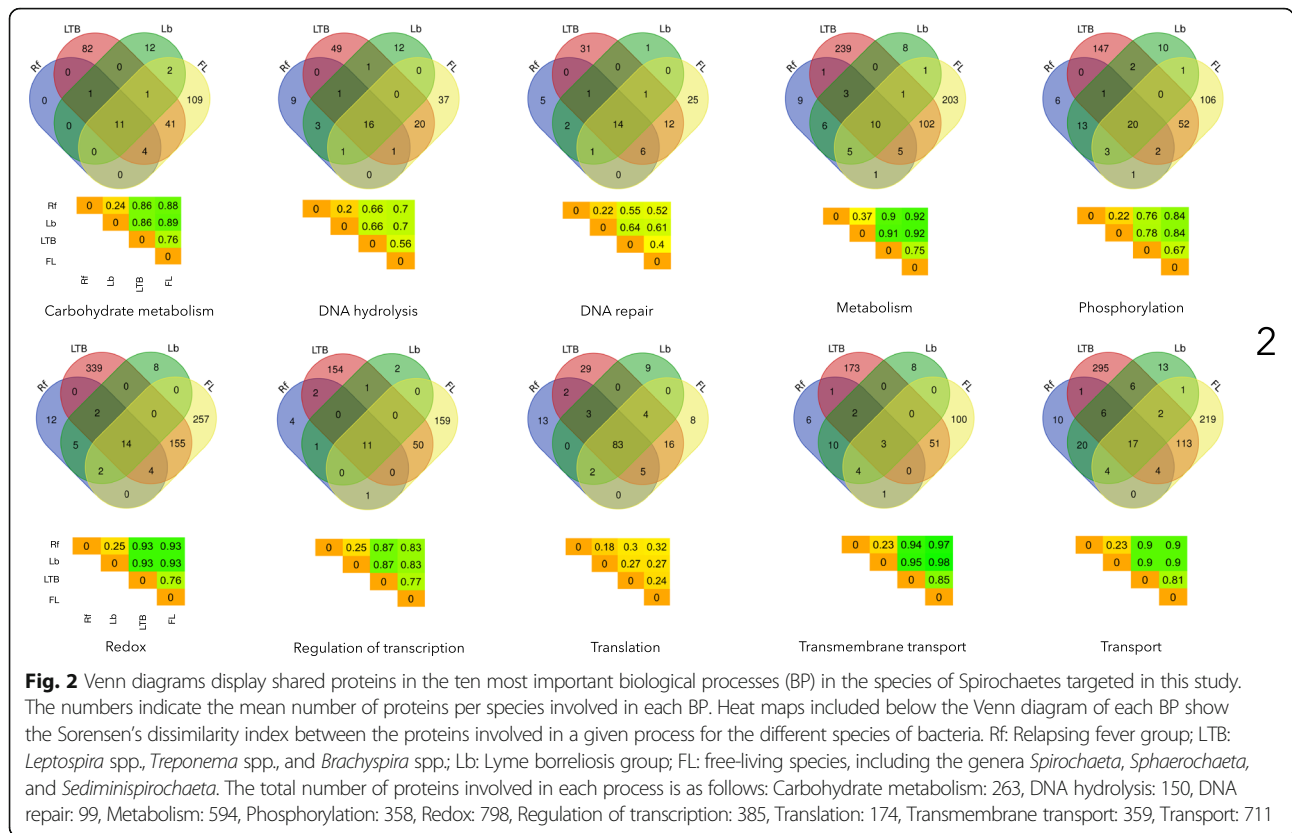 LTB Lb LTB Lb LTB Lb LTB Lb LTB Lb
82 12 49 12 31 1 239 8 147 10
Rf FL Rf FL Rf FL Rf FL Rf FL
0 0 2 0 1 0 0 0 1 1 0 1 0 2 1
0 1 1 109 9 1 0 37 5 1 1 25 9 3 1 203 6 1 0 106
0 11 41 3 16 20 2 14 12 6 10 102 13 20 52
0 4 1 1 1 6 5 5 3 2
0 0 0 1 1
Rf 0 0.24 0.86 0.88 0 0.2 0.66 0.7 0 0.22 0.55 0.52 0 0.37 0.9 0.92 0 0.22 0.76 0.84
Lb 0 0.86 0.89 0 0.66 0.7 0 0.64 0.61 0 0.91 0.92 0 0.78 0.84
LTB 0 0.76 0 0.56 0 0.4 0 0.75 0 0.67
FL 0 0 0 0 0
Rf Lb LTB FL
Carbohydrate metabolism DNA hydrolysis DNA repair Metabolism Phosphorylation
2
LTB Lb LTB Lb LTB Lb LTB Lb LTB Lb
339 8 154 2 29 9 173 8 295 13
Rf FL Rf FL Rf FL Rf FL Rf FL
0 0 0 2 1 0 2 0 0 1 0 0 1 6 1
12 2 0 257 4 0 0 159 13 3 4 8 6 2 0 100 10 6 2 219
5 14 155 1 11 50 0 83 16 10 3 51 20 17 113
2 4 0 0 2 5 4 0 4 4
0 1 0 1 0
Rf 0 0.25 0.93 0.93 0 0.25 0.87 0.83 0 0.18 0.3 0.32 0 0.23 0.94 0.97 0 0.23 0.9 0.9
Lb 0 0.93 0.93 0 0.87 0.83 0 0.27 0.27 0 0.95 0.98 0 0.9 0.9
LTB 0 0.76 0 0.77 0 0.24 0 0.85 0 0.81
FL 0 0 0 0 0
Rf Lb LTB FL
Redox Regulation of transcription Translation Transmembrane transport Transport
Fig. 2 Venn diagrams display shared proteins in the ten most important biological processes (BP) in the species of Spirochaetes targeted in this study.
The numbers indicate the mean number of proteins per species involved in each BP. Heat maps included below the Venn diagram of each BP show
the Sorensen's dissimilarity index between the proteins involved in a given process for the different species of bacteria. Rf: Relapsing fever group; LTB:
Leptospira spp., Treponema spp., and Brachyspira spp.; Lb: Lyme borreliosis group; FL: free-living species, including the genera Spirochaeta, Sphaerochaeta,
and Sediminispirochaeta. The total number of proteins involved in each process is as follows: Carbohydrate metabolism: 263, DNA hydrolysis: 150, DNA
repair: 99, Metabolism: 594, Phosphorylation: 358, Redox: 798, Regulation of transcription: 385, Translation: 174, Transmembrane transport: 359, Transport: 711